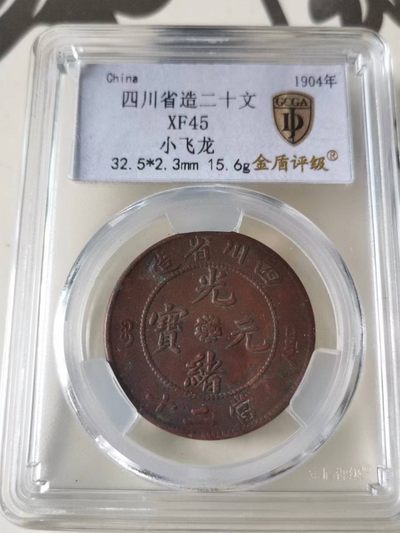 China
1904年
四川省造二十文
GCGA
XF45
小飞龙
32.5*2.3mm 15.6g
金盾评级®
造省川四
光
寶 元
緒
十二官